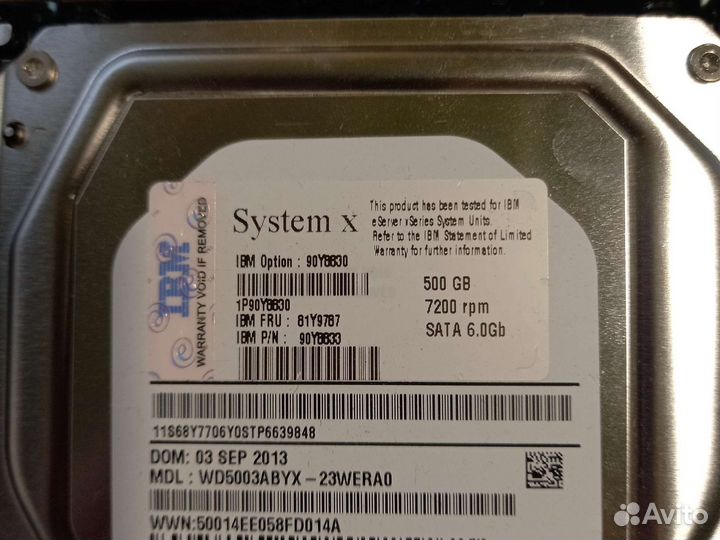 IBM
WARRANTY VOID IF REMOVED
System x
This product has been tested for IBM
eServer xSeries System Units.
Refer to the IBM Statement of Limited
Warranty for further information.
IBM Option : 90Y8830
1P90Y8830
IBM FRU : 81Y9787
IBM P/N : 90Y8833
500 GB
7200 rpm
SATA 6.0Gb
11S68Y7706Y0STP6639848
DOM: 03 SEP 2013
MDL : WD5003ABYX-23WERA0
WWN:50014EE058FD014A
Avito